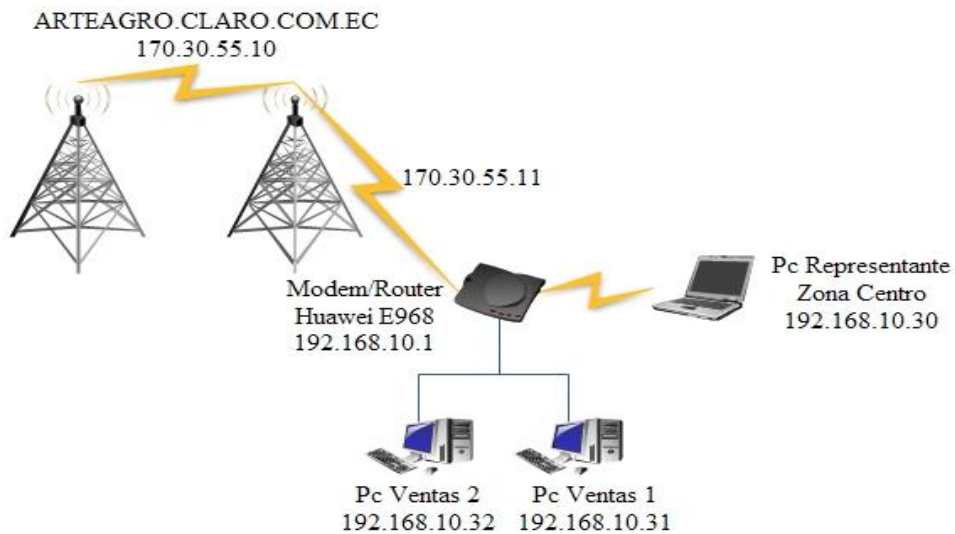 ARTEAGRO.CLARO.COM.EC
170.30.55.10
170.30.55.11
Modem/Router
Huawei E968
192.168.10.1
Pc Representante
Zona Centro
192.168.10.30
Pc Ventas 2
192.168.10.32
Pc Ventas 1
192.168.10.31